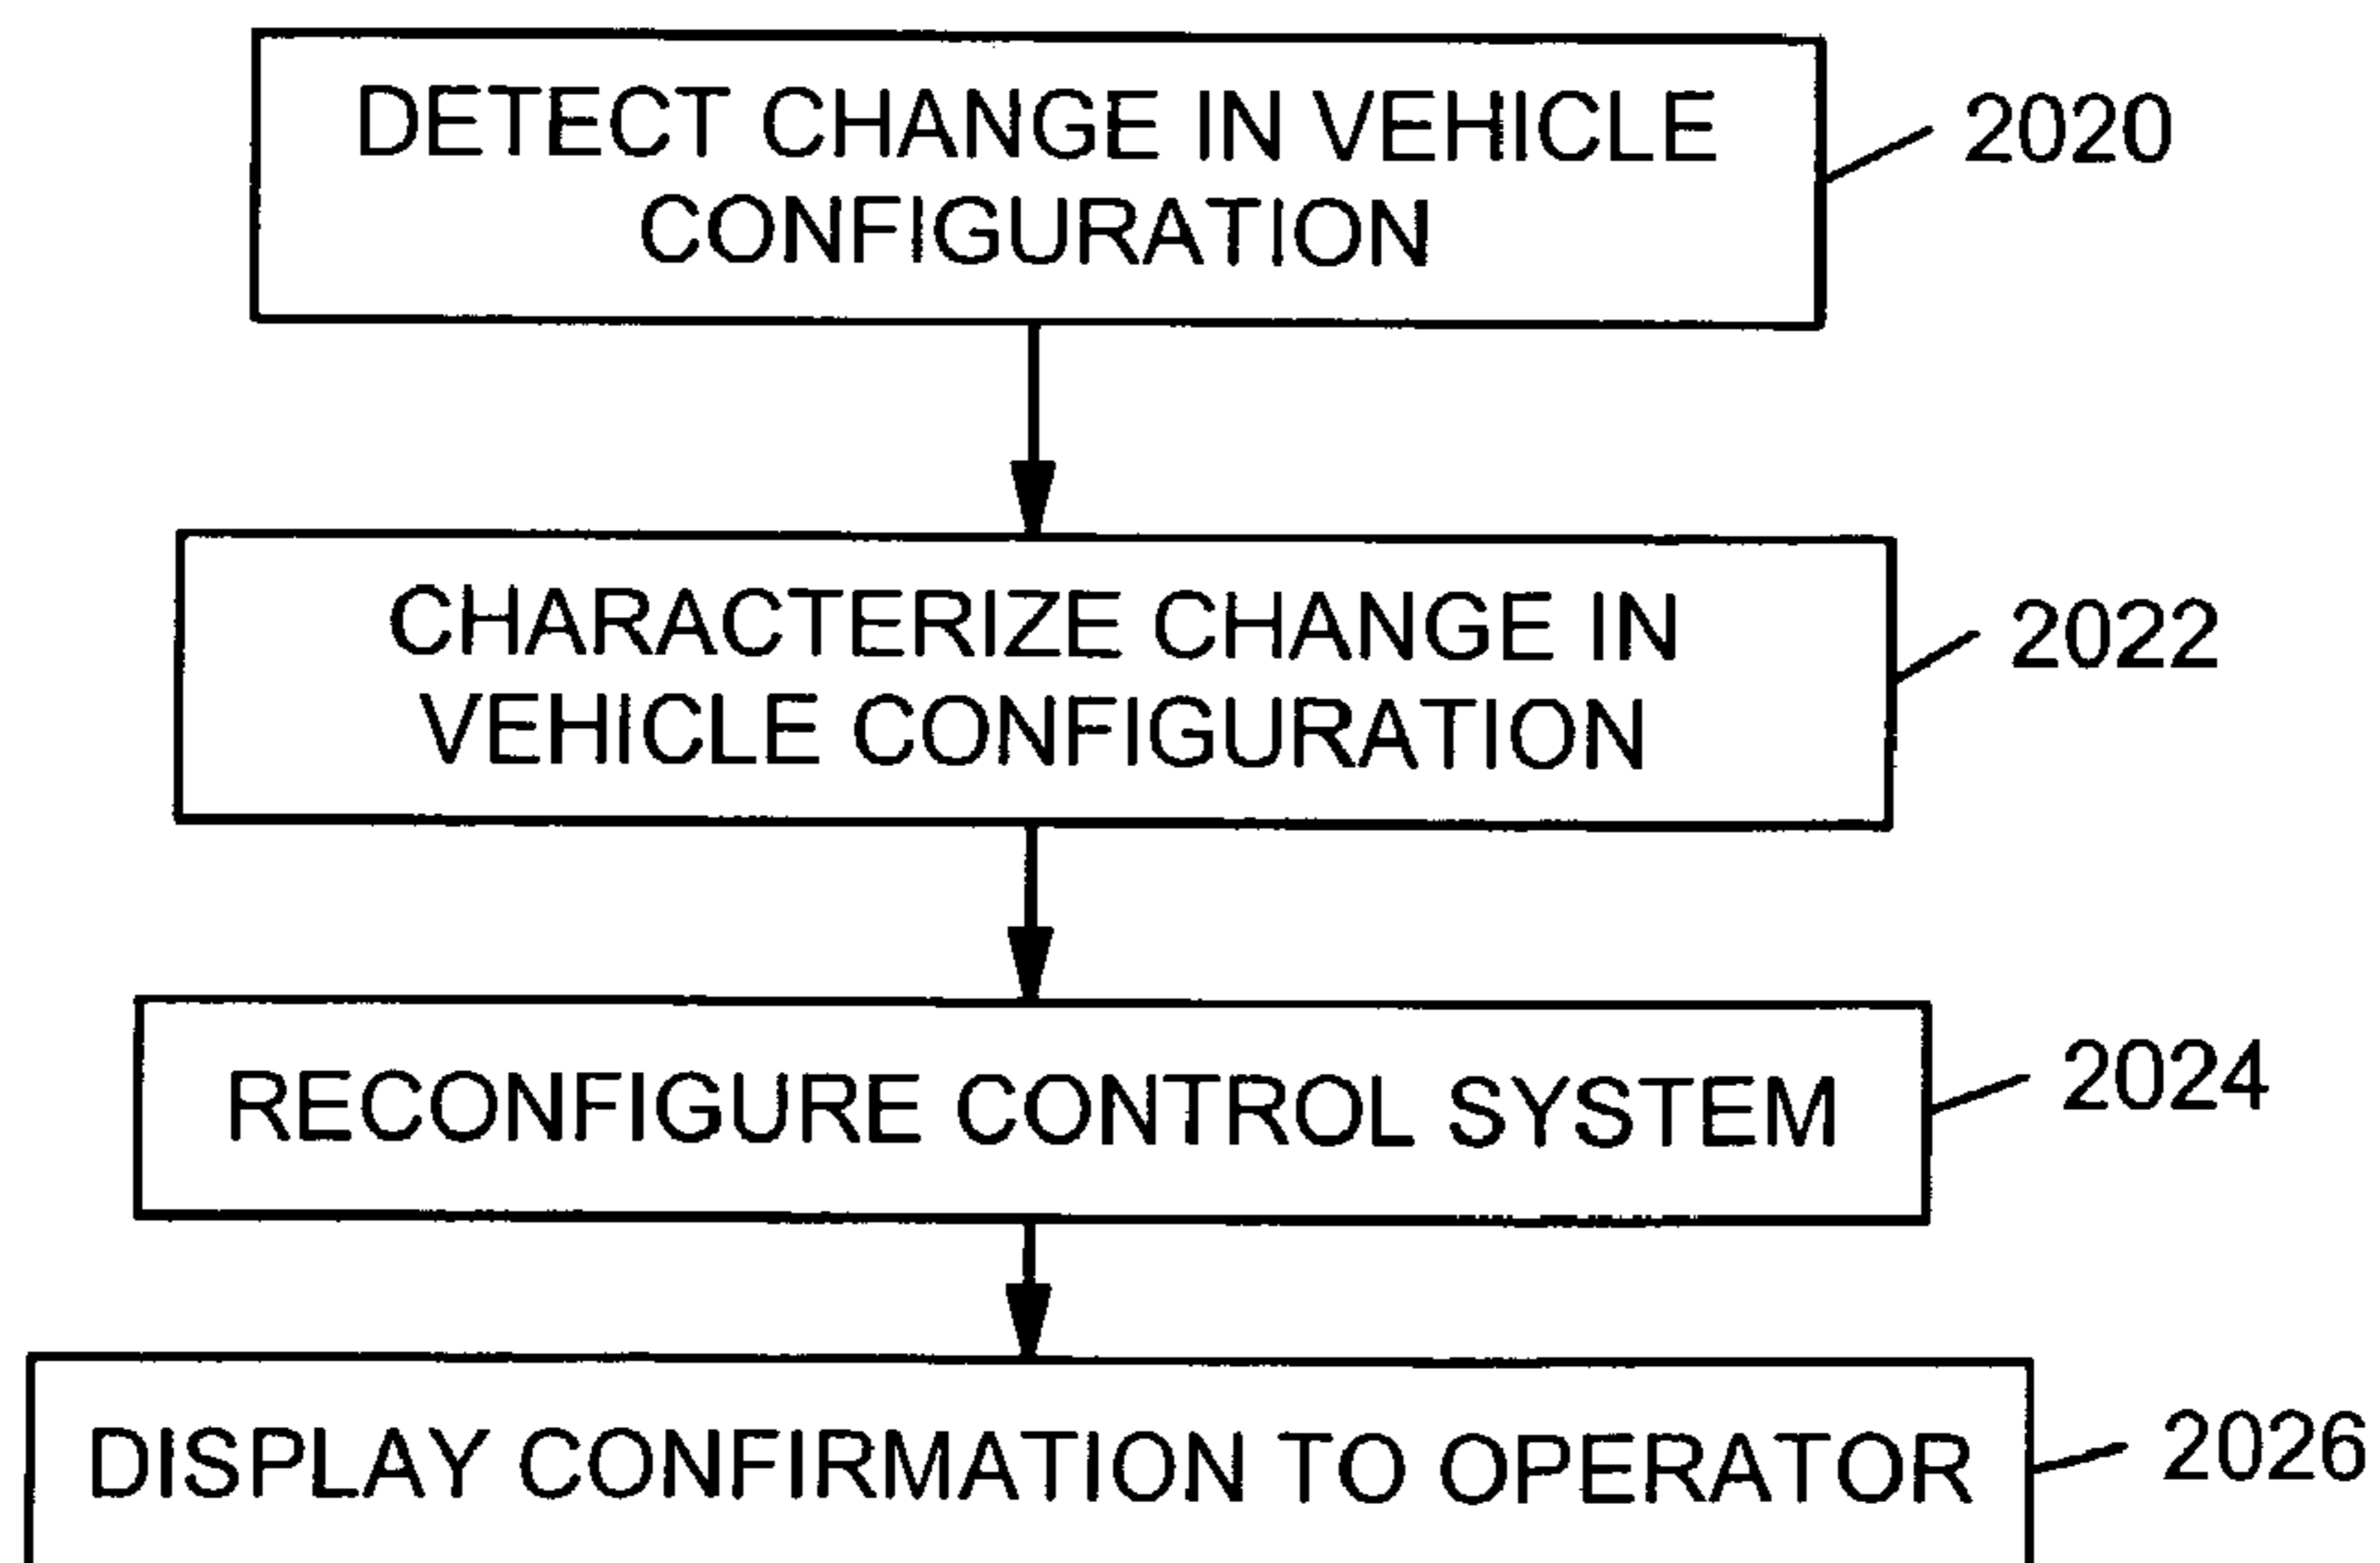 DETECT CHANGE IN VEHICLE
CONFIGURATION
2020
CHARACTERIZE CHANGE IN
VEHICLE CONFIGURATION
2022
RECONFIGURE CONTROL SYSTEM
2024
DISPLAY CONFIRMATION TO OPERATOR
2026